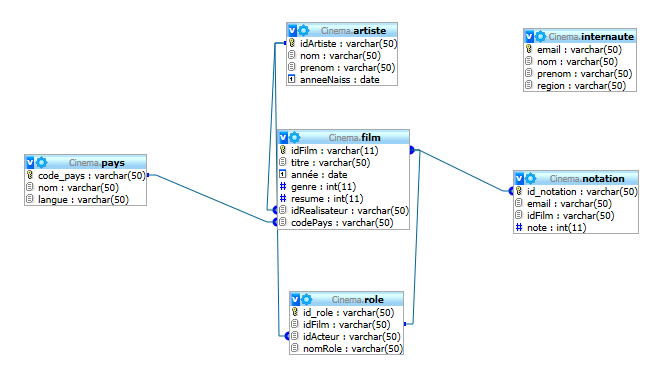 Cinema.artiste
idArtiste : varchar(50)
nom : varchar(50)
prenom : varchar(50)
anneeNaiss : date
Cinema.internaute
email : varchar(50)
nom : varchar(50)
prenom : varchar(50)
region : varchar(50)
Cinema.film
idFilm : varchar(11)
titre : varchar(50)
année : date
genre : int(11)
resume : int(11)
idRealisateur : varchar(50)
codePays : varchar(50)
Cinema.pays
code_pays : varchar(50)
nom : varchar(50)
langue : varchar(50)
Cinema.notation
id_notation : varchar(50)
email : varchar(50)
idFilm : varchar(50)
note : int(11)
Cinema.role
id_role : varchar(50)
idFilm : varchar(50)
idActeur : varchar(50)
nomRole : varchar(50)